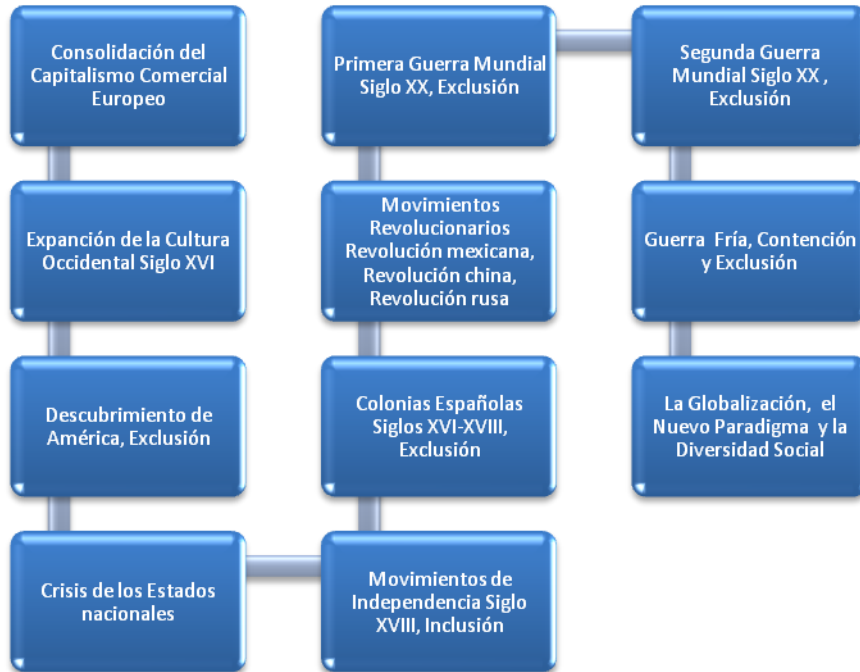 Consolidación del
Capitalismo Comercial
Europeo
Expanción de la Cultura
Occidental Siglo XVI
Descubrimiento de
América, Exclusión
Crisis de los Estados
nacionales
Movimientos de
Independencia Siglo
XVIII, Inclusión
Colonias Españolas
Siglos XVI-XVIII,
Exclusión
Movimientos
Revolucionarios
Revolución mexicana,
Revolución china,
Revolución rusa
Primera Guerra Mundial
Siglo XX, Exclusión
Segunda Guerra
Mundial Siglo XX ,
Exclusión
Guerra Fría, Contención
y Exclusión
La Globalización, el
Nuevo Paradigma y la
Diversidad Social